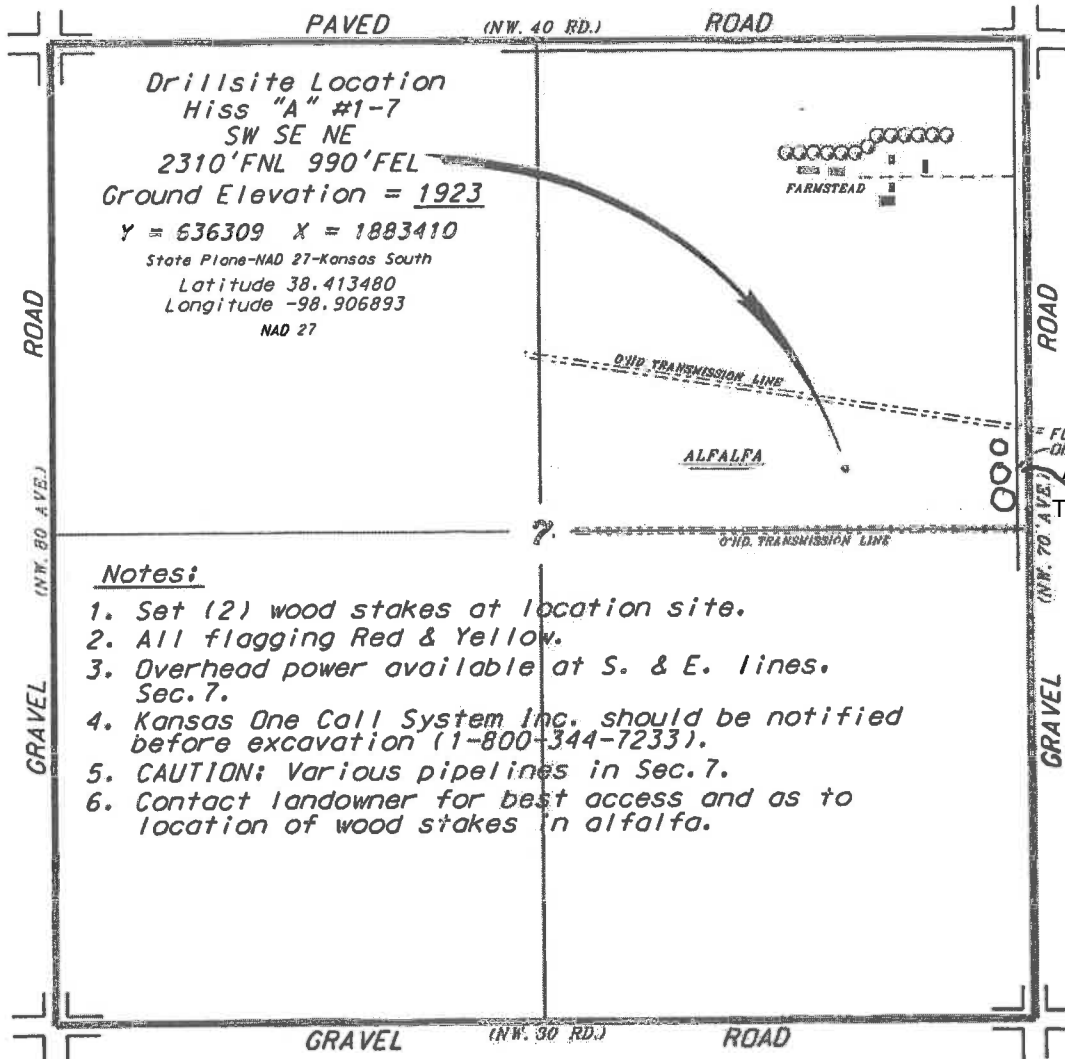 PAVED (NW. 40 RD.) ROAD
Drillsite Location
Hiss "A" #1-7
SW SE NE
2310'FNL 990'FEL
Ground Elevation = 1923
Y = 636309 X = 1883410
State Plane-NAD 27-Kansas South
Latitude 38.413480
Longitude -98.906893
NAD 27
FARMSTEAD
ROAD
ROAD
O'HD TRANSMISSION LINE
ALFALFA
(NW. 80 AVE.)
(NW. 70 AVE.)
7.
O'HD. TRANSMISSION LINE
Notes:
1. Set (2) wood stakes at location site.
2. All flagging Red & Yellow.
3. Overhead power available at S. & E. lines.
Sec.7.
4. Kansas One Call System Inc. should be notified
before excavation (1-800-344-7233).
5. CAUTION: Various pipelines in Sec.7.
6. Contact landowner for best access and as to
location of wood stakes in alfalfa.
GRAVEL
GRAVEL
GRAVEL (NW. 30 RD.) ROAD